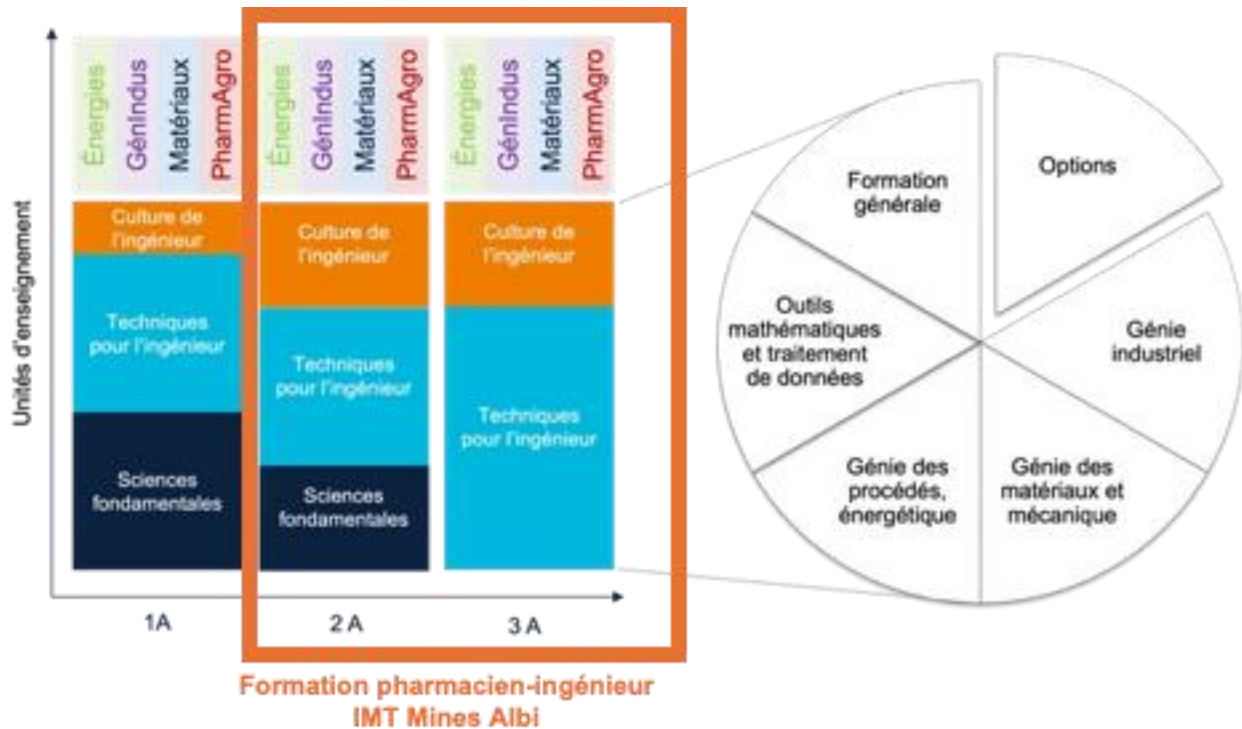 Unités d'enseignement
Énergies
GénIndus
Matériaux
PharmAgro
Culture de
l'ingénieur
Techniques
pour l'ingénieur
Sciences
fondamentales
1A
Énergies
GénIndus
Matériaux
PharmAgro
Culture de
l'ingénieur
Techniques
pour l'ingénieur
Sciences
fondamentales
2 A
Énergies
GénIndus
Matériaux
PharmAgro
Culture de
l'ingénieur
Techniques
pour l'ingénieur
3 A
Formation pharmacien-ingénieur
IMT Mines Albi
Options
Formation
générale
Génie
industriel
Outils
mathématiques
et traitement
de données
Génie des
procédés,
énergétique
Génie des
matériaux et
mécanique